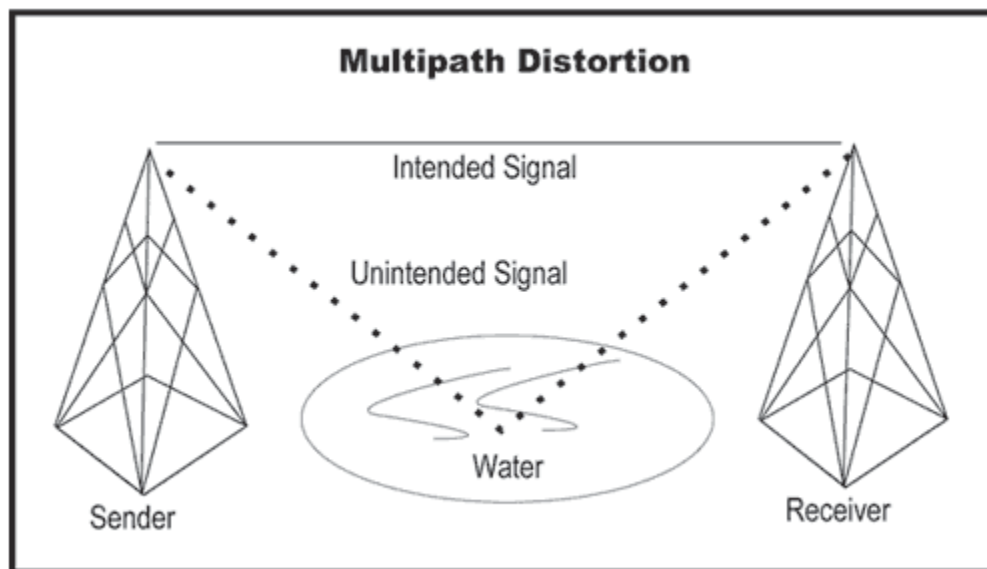 Multipath Distortion
Intended Signal
Unintended Signal
Water
Sender
Receiver